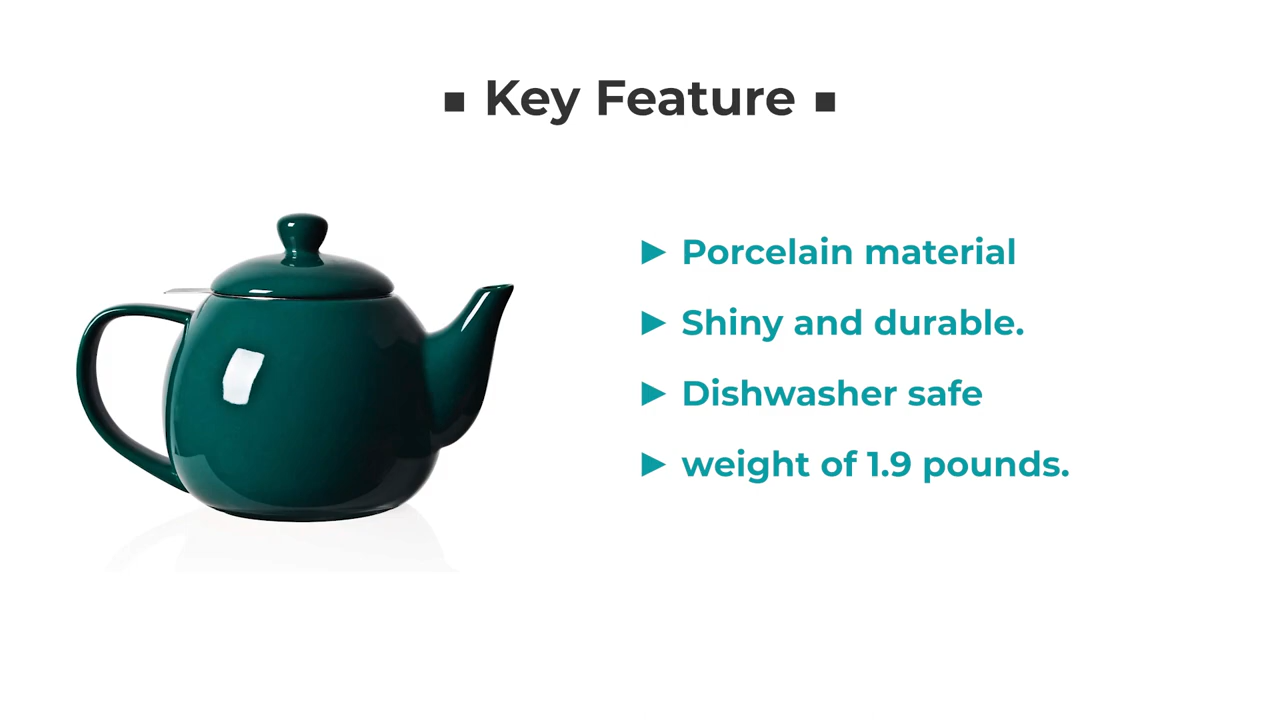 ▪ Key Feature ▪
► Porcelain material
► Shiny and durable.
► Dishwasher safe
► weight of 1.9 pounds.